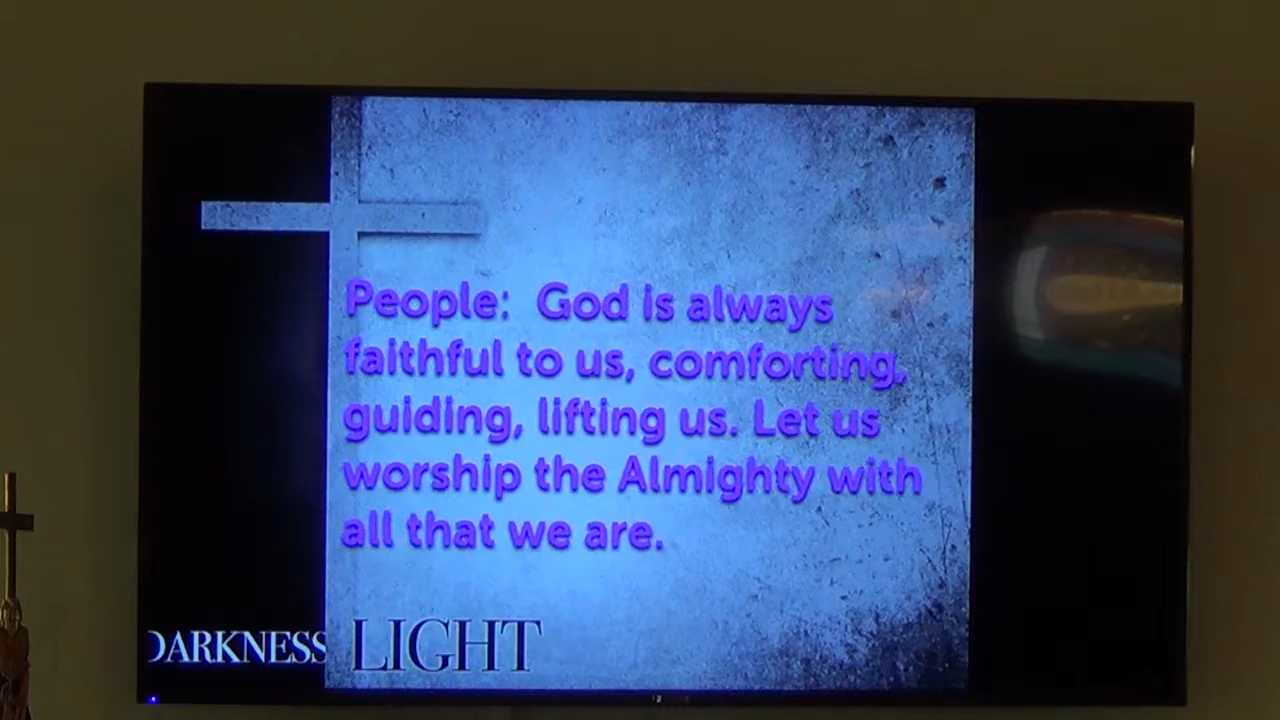 People: God is always
faithful to us, comforting,
guiding, lifting us. Let us
worship the Almighty with
all that we are.
DARKNESS LIGHT